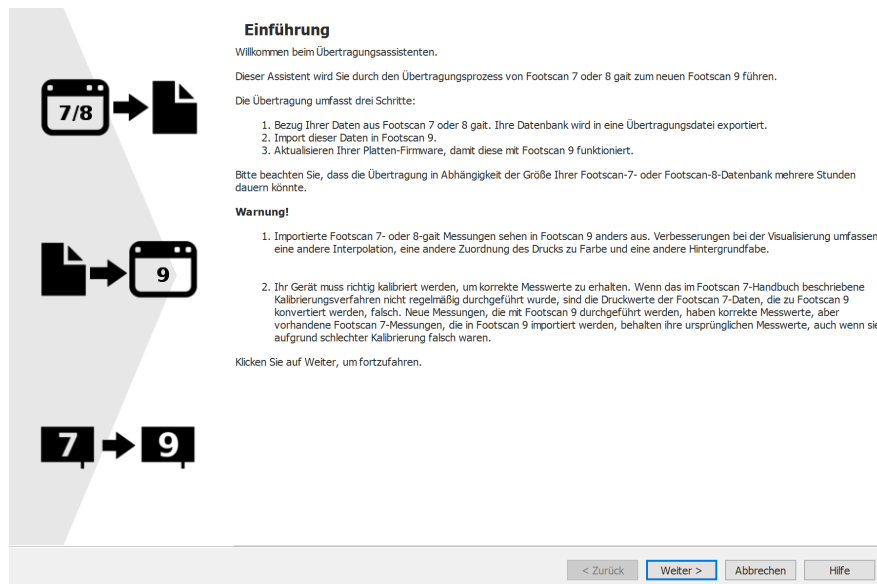 Einführung
Willkommen beim Übertragungsassistenten.
Dieser Assistent wird Sie durch den Übertragungsprozess von Footscan 7 oder 8 gait zum neuen Footscan 9 führen.
Die Übertragung umfasst drei Schritte:
1. Bezug Ihrer Daten aus Footscan 7 oder 8 gait. Ihre Datenbank wird in eine Übertragungsdatei exportiert.
2. Import dieser Daten in Footscan 9.
3. Aktualisieren Ihrer Platten-Firmware, damit diese mit Footscan 9 funktioniert.
Bitte beachten Sie, dass die Übertragung in Abhängigkeit der Größe Ihrer Footscan-7- oder Footscan-8-Datenbank mehrere Stunden
dauern könnte.
Warnung!
1. Importierte Footscan 7- oder 8-gait Messungen sehen in Footscan 9 anders aus. Verbesserungen bei der Visualisierung umfassen
eine andere Interpolation, eine andere Zuordnung des Drucks zu Farbe und eine andere Hintergrundfabe.
2. Ihr Gerät muss richtig kalibriert werden, um korrekte Messwerte zu erhalten. Wenn das im Footscan 7-Handbuch beschriebene
Kalibrierungsverfahren nicht regelmäßig durchgeführt wurde, sind die Druckwerte der Footscan 7-Daten, die zu Footscan 9
konvertiert werden, falsch. Neue Messungen, die mit Footscan 9 durchgeführt werden, haben korrekte Messwerte, aber
vorhandene Footscan 7-Messungen, die in Footscan 9 importiert werden, behalten ihre ursprünglichen Messwerte, auch wenn sie
aufgrund schlechter Kalibrierung falsch waren.
Klicken Sie auf Weiter, um fortzufahren.
7/8
9
7 9
< Zurück Weiter > Abbrechen Hilfe